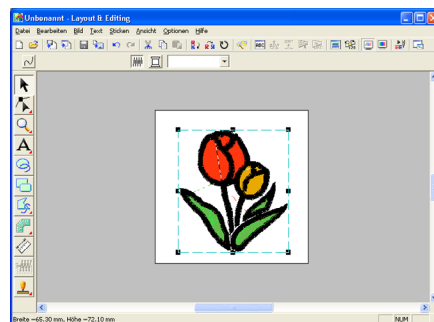 Unbenannt - Layout & Editing
Datei Bearbeiten Bild Text Sticken Ansicht Optionen Hilfe
ABC
A
Breite =65.30 mm, Höhe =72.10 mm NUM